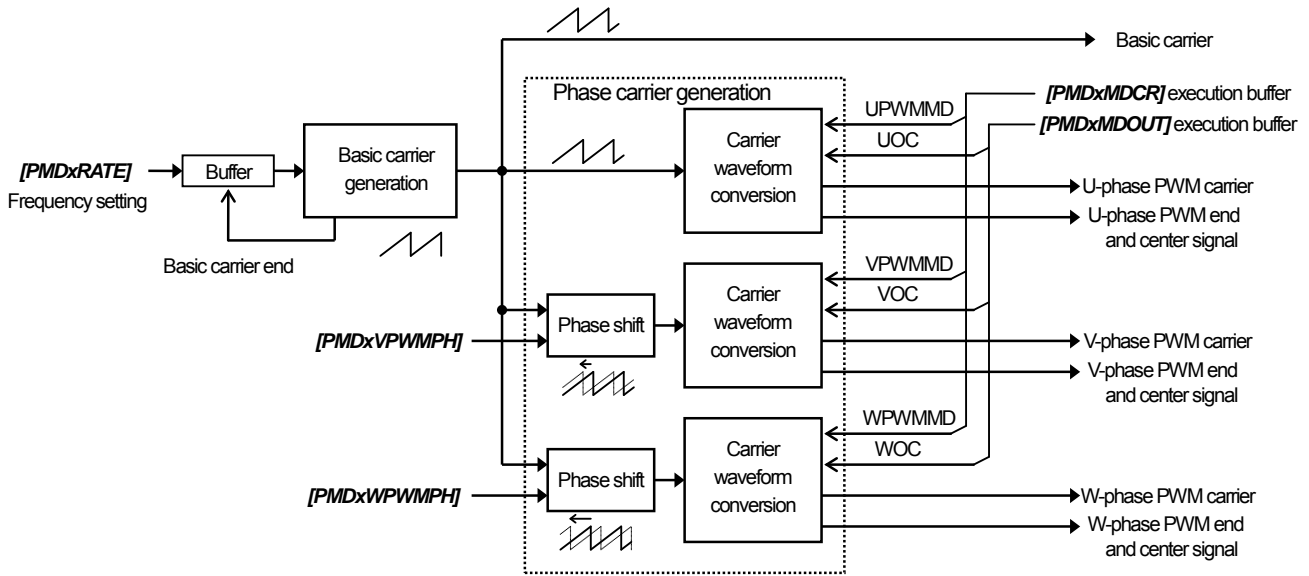 Basic carrier
Phase carrier generation
[PMDxMDCR] execution buffer
UPWMMD
[PMDxMDOUT] execution buffer
Carrier
waveform
conversion
UOC
[PMDxRATE]
Frequency setting
Buffer
Basic carrier
generation
U-phase PWM carrier
U-phase PWM end
and center signal
Basic carrier end
VPWMMD
Carrier
waveform
conversion
VOC
Phase shift
[PMDxVPWMPH]
V-phase PWM carrier
V-phase PWM end
and center signal
WPWMMD
Carrier
waveform
conversion
WOC
Phase shift
[PMDxWPWMPH]
W-phase PWM carrier
W-phase PWM end
and center signal